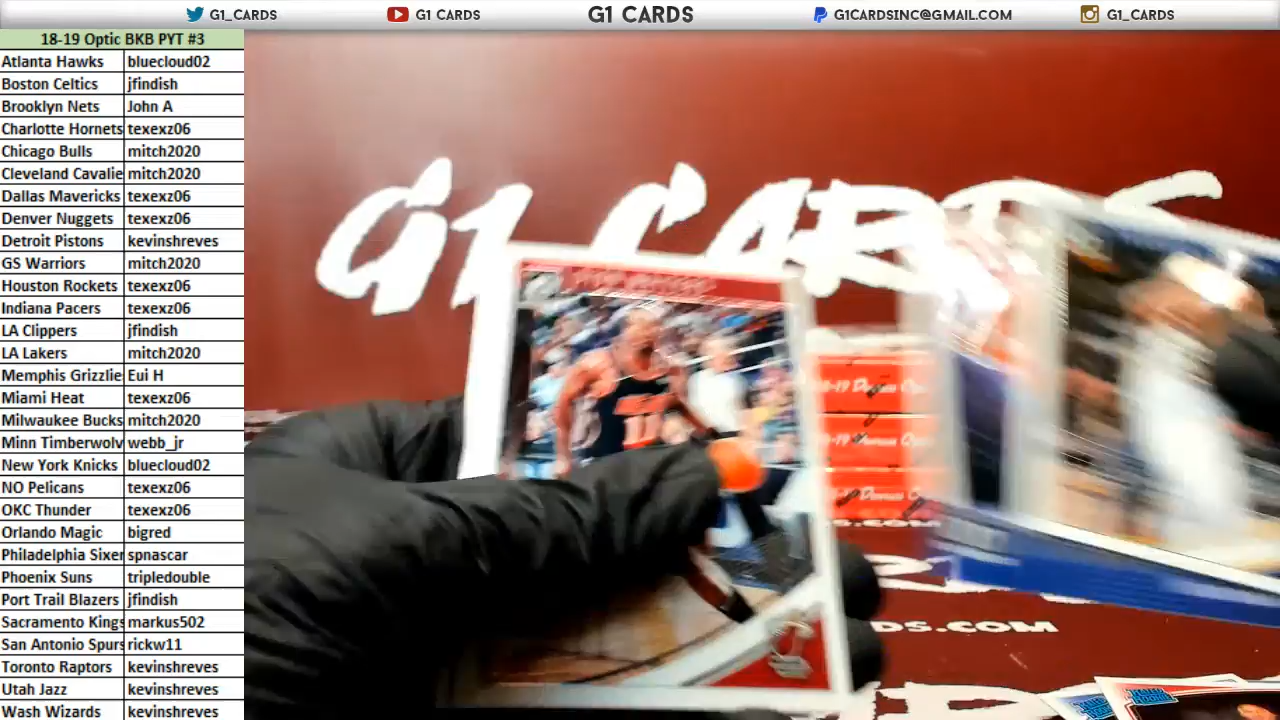 G1_CARDS
G1 CARDS
G1 CARDS
G1CARDSINC@GMAIL.COM
G1_CARDS
18-19 Optic BKB PYT #3
Atlanta Hawks bluecloud02
Boston Celtics jfindish
Brooklyn Nets John A
Charlotte Hornets texexz06
Chicago Bulls mitch2020
Cleveland Cavalie mitch2020
Dallas Mavericks texexz06
Denver Nuggets texexz06
Detroit Pistons kevinshreves
GS Warriors mitch2020
Houston Rockets texexz06
Indiana Pacers texexz06
LA Clippers jfindish
LA Lakers mitch2020
Memphis Grizzlie Eui H
Miami Heat texexz06
Milwaukee Bucks mitch2020
Minn Timberwolv webb_jr
New York Knicks bluecloud02
NO Pelicans texexz06
OKC Thunder texexz06
Orlando Magic bigred
Philadelphia Sixer spnascar
Phoenix Suns tripledouble
Port Trail Blazers jfindish
Sacramento Kings markus502
San Antonio Spurs rickw11
Toronto Raptors kevinshreves
Utah Jazz kevinshreves
Wash Wizards kevinshreves
G1 CARDS
DS.COM